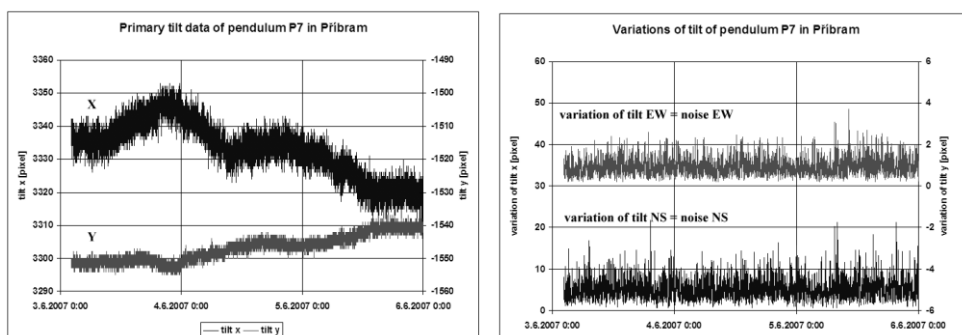 Primary tilt data of pendulum P7 in Příbram
3360
3350
3340
3330
3320
3310
3300
3290
tilt x [pixel]
X
Y
-1490
-1500
-1510
-1520
-1530
-1540
-1550
-1560
tilt y [pixel]
3.6.2007 0:00 4.6.2007 0:00 5.6.2007 0:00 6.6.2007 0:00
tilt x tilt y
Variations of tilt of pendulum P7 in Příbram
60
50
40
30
20
10
0
variation of tilt x [pixel]
variation of tilt EW = noise EW
variation of tilt NS = noise NS
6
4
2
0
-2
-4
-6
variation of tilt y [pixel]
3.6.2007 0:00 4.6.2007 0:00 5.6.2007 0:00 6.6.2007 0:00